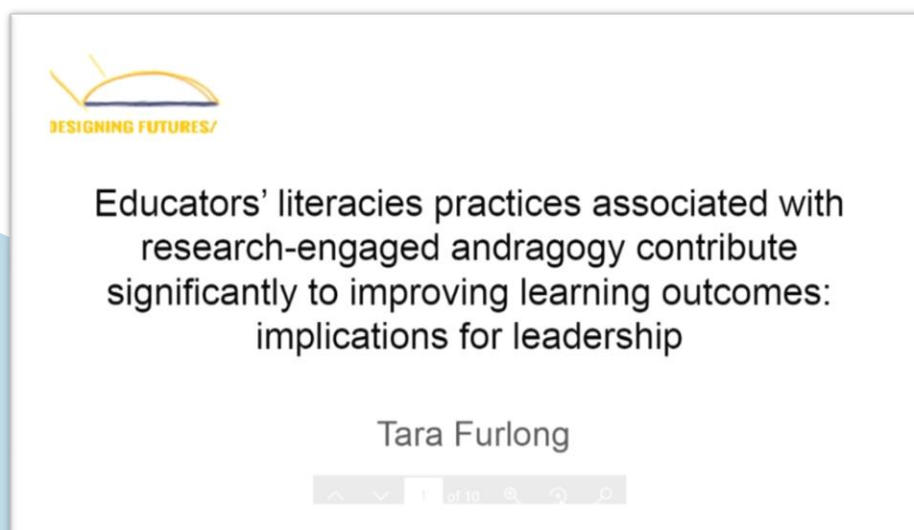 DESIGNING FUTURES/
Educators’ literacies practices associated with
research-engaged andragogy contribute
significantly to improving learning outcomes:
implications for leadership
Tara Furlong
1 of 10